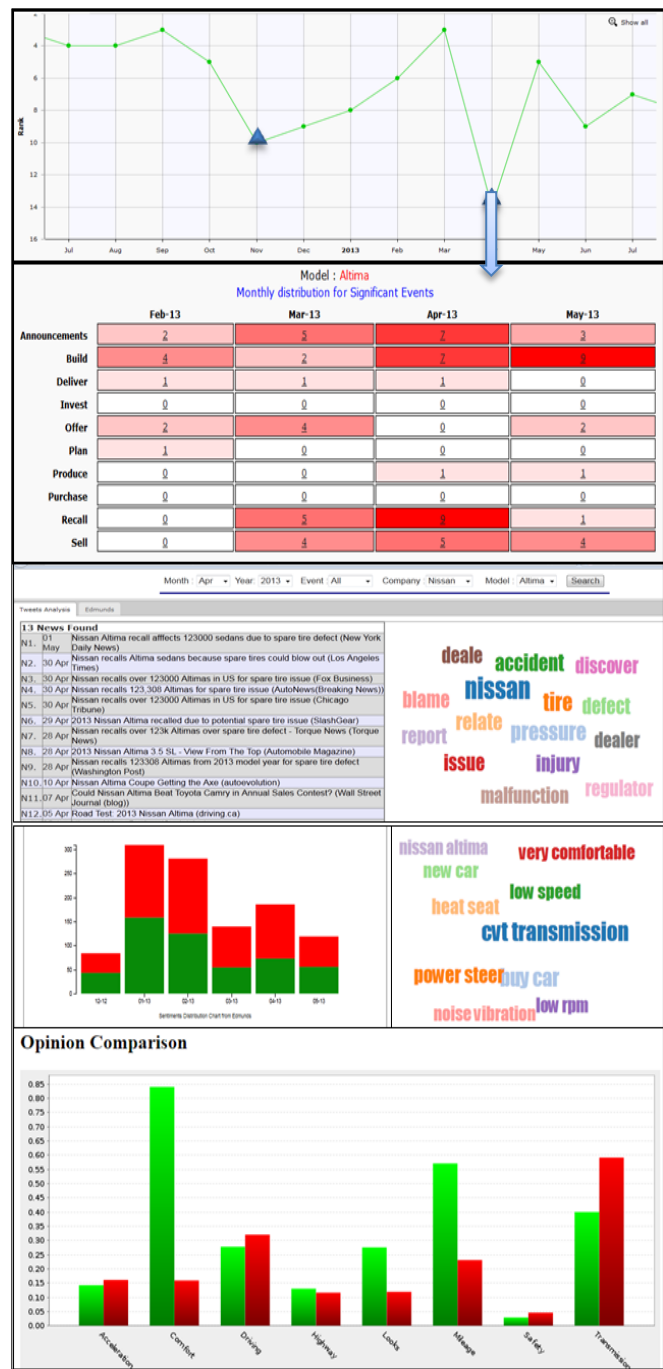 Show all
2
4
6
8
10
12
14
16
Rank
Jul Aug Sep Oct Nov Dec 2013 Feb Mar May Jun Jul
Model : Altima
Monthly distribution for Significant Events
Feb-13 Mar-13 Apr-13 May-13
Announcements 2 5 7 3
Build 4 2 7 9
Deliver 1 1 1 0
Invest 0 0 0 0
Offer 2 4 0 2
Plan 1 0 0 0
Produce 0 0 1 1
Purchase 0 0 0 0
Recall 0 5 9 1
Sell 0 4 5 4
Month : Apr Year: 2013 Event : All Company : Nissan Model : Altima Search
Tweets Analysis Edmunds
13 News Found
N1. 01 May Nissan Altima recall afffects 123000 sedans due to spare tire defect (New York
Daily News)
N2. 30 Apr Nissan recalls Altima sedans because spare tires could blow out (Los Angeles
Times)
N3. 30 Apr Nissan recalls over 123000 Altimas in US for spare tire issue (Fox Business)
N4. 30 Apr Nissan recalls 123,308 Altimas for spare tire issue (AutoNews(Breaking News))
N5. 30 Apr Nissan recalls over 123000 Altimas in US for spare tire issue (Chicago
Tribune)
N6. 29 Apr 2013 Nissan Altima recalled due to potential spare tire issue (SlashGear)
N7. 28 Apr Nissan recalls over 123k Altimas over spare tire defect - Torque News (Torque
News)
N8. 28 Apr 2013 Nissan Altima 3.5 SL - View From The Top (Automobile Magazine)
N9. 28 Apr Nissan recalls 123308 Altimas from 2013 model year for spare tire defect
(Washington Post)
N10. 10 Apr Nissan Altima Coupe Getting the Axe (autoevolution)
N11. 07 Apr Could Nissan Altima Beat Toyota Camry in Annual Sales Contest? (Wall Street
Journal (blog))
N12. 05 Apr Road Test: 2013 Nissan Altima (driving.ca)
deale accident discover
nissan
blame tire defect
relate
report pressure dealer
issue injury
malfunction regulator
300
250
200
150
100
50
0
12-12 01-13 02-13 03-13 04-13 05-13
Sentiments Distribution Chart from Edmunds
nissan altima very comfortable
new car
low speed
heat seat
cvt transmission
power steer buy car
noise vibration low rpm
Opinion Comparison
0.85
0.80
0.75
0.70
0.65
0.60
0.55
0.50
0.45
0.40
0.35
0.30
0.25
0.20
0.15
0.10
0.05
0.00
Acceleration Comfort Driving Highway Looks Mileage Safety Transmission